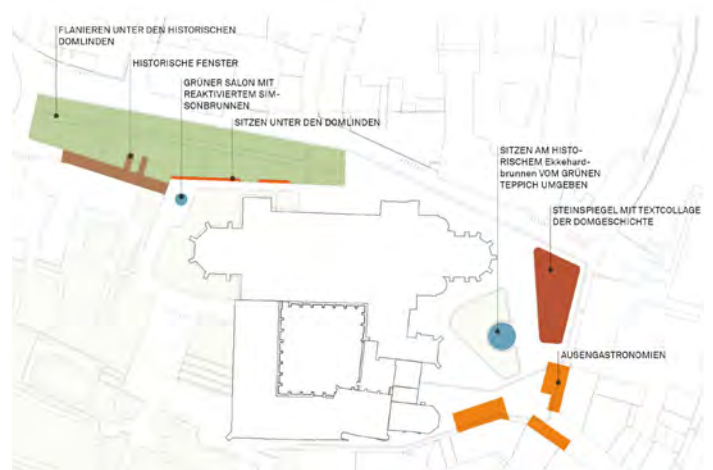 FLANIEREN UNTER DEN HISTORISCHEN
DOMLINDEN
HISTORISCHE FENSTER
GRÜNER SALON MIT
REAKTIVIERTEM SIM-
SONBRUNNEN
SITZEN UNTER DEN DOMLINDEN
SITZEN AM HISTO-
RISCHEM Ekkehard-
brunnen VOM GRÜNEN
TEPPICH UMGEBEN
STEINSPIEGEL MIT TEXTCOLLAGE
DER DOMGESCHICHTE
AUßENGASTRONOMIEN